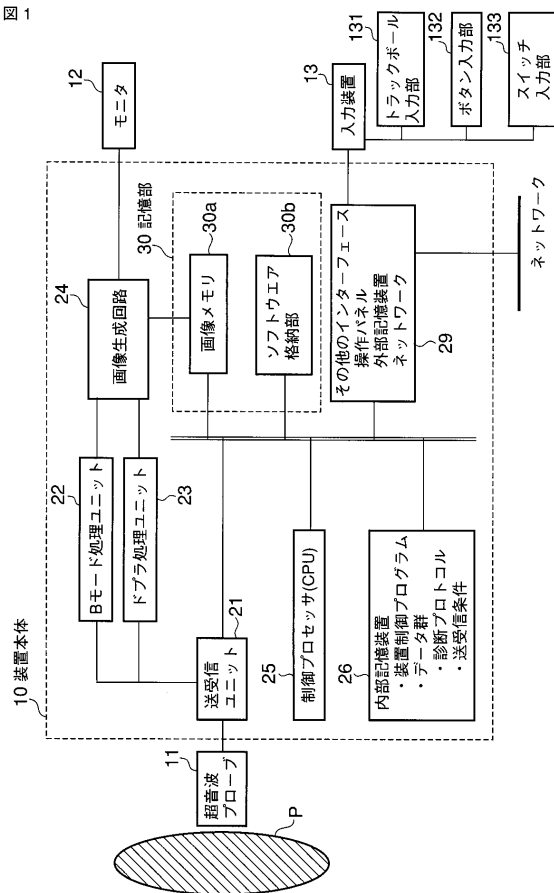 図1
10 装置本体
P
11
超音波
プローブ
21
送受信
ユニット
22
Bモード処理ユニット
23
ドプラ処理ユニット
24
画像生成回路
12
モニタ
30 記憶部
30a
画像メモリ
30b
ソフトウエア
格納部
25
制御プロセッサ(CPU)
26
内部記憶装置
・装置制御プログラム
・データ群
・診断プロトコル
・送受信条件
その他のインターフェース
操作パネル
外部記憶装置
ネットワーク
29
13
入力装置
131
トラックボール
入力部
132
ボタン入力部
133
スイッチ
入力部
ネットワーク